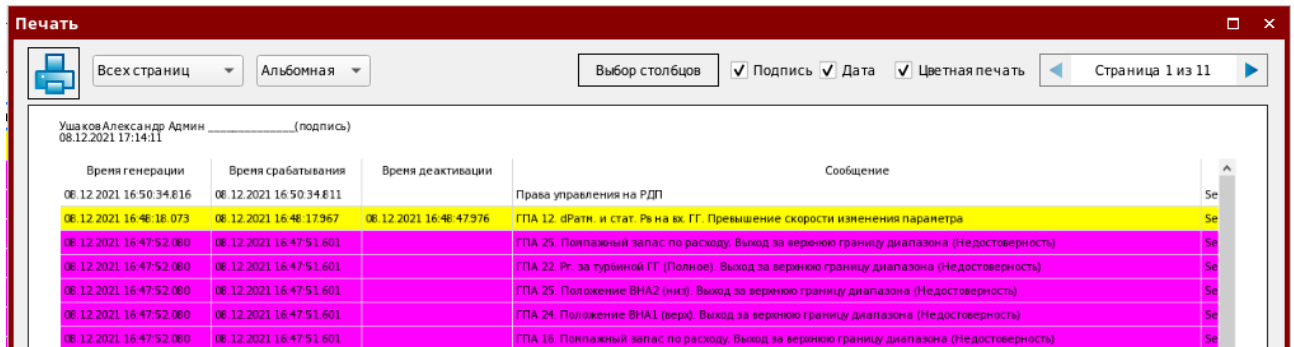 Печать
Всех страниц Альбомная Выбор столбцов Подпись Дата Цветная печать Страница 1 из 11
Ушаков Александр Админ ______________(подпись)
08.12.2021 17:14:11
Время генерации Время срабатывания Время деактивации Сообщение
08.12.2021 16:50:34.816 08.12.2021 16:50:34.811 Права управления на РДП Se
08.12.2021 16:48:18.073 08.12.2021 16:48:17.967 08.12.2021 16:48:47.976 ГПА 12. dРатм. и стат. Рв на вх. ГГ. Превышение скорости изменения параметра Se
08.12.2021 16:47:52.080 08.12.2021 16:47:51.601 ГПА 25. Помпажный запас по расходу. Выход за верхнюю границу диапазона (Недостоверность) Se
08.12.2021 16:47:52.080 08.12.2021 16:47:51.601 ГПА 22. Рг. за турбиной ГГ (Полное). Выход за верхнюю границу диапазона (Недостоверность) Se
08.12.2021 16:47:52.080 08.12.2021 16:47:51.601 ГПА 25. Положение ВНА2 (низ). Выход за верхнюю границу диапазона (Недостоверность) Se
08.12.2021 16:47:52.080 08.12.2021 16:47:51.601 ГПА 24. Положение ВНА1 (верх). Выход за верхнюю границу диапазона (Недостоверность) Se
08.12.2021 16:47:52.080 08.12.2021 16:47:51.601 ГПА 16. Помпажный запас по расходу. Выход за верхнюю границу диапазона (Недостоверность) Se